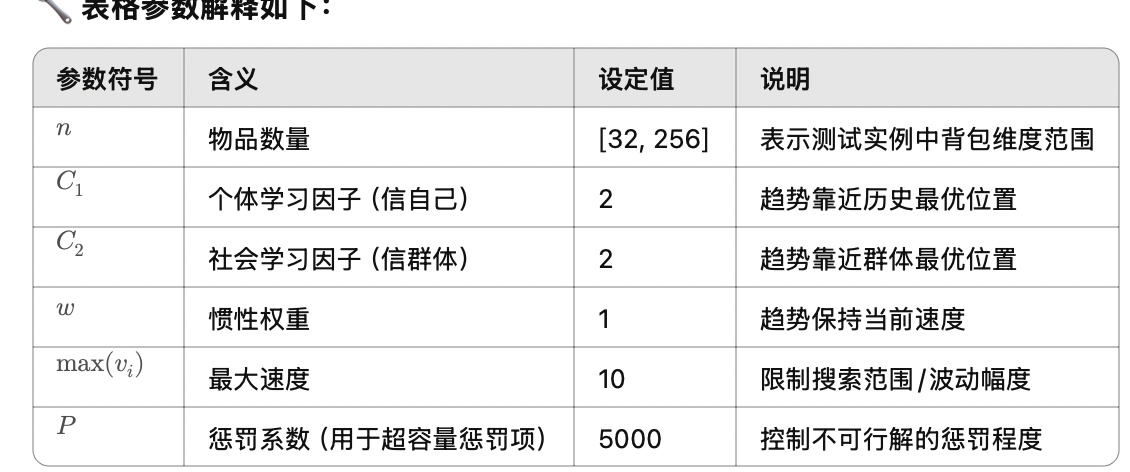 🔧 表格参数解释如下：
参数符号 含义 设定值 说明
n 物品数量 [32, 256] 表示测试实例中背包维度范围
C₁ 个体学习因子（信自己） 2 趋势靠近历史最优位置
C₂ 社会学习因子（信群体） 2 趋势靠近群体最优位置
w 惯性权重 1 趋势保持当前速度
max(vᵢ) 最大速度 10 限制搜索范围/波动幅度
P 惩罚系数（用于超容量惩罚项） 5000 控制不可行解的惩罚程度